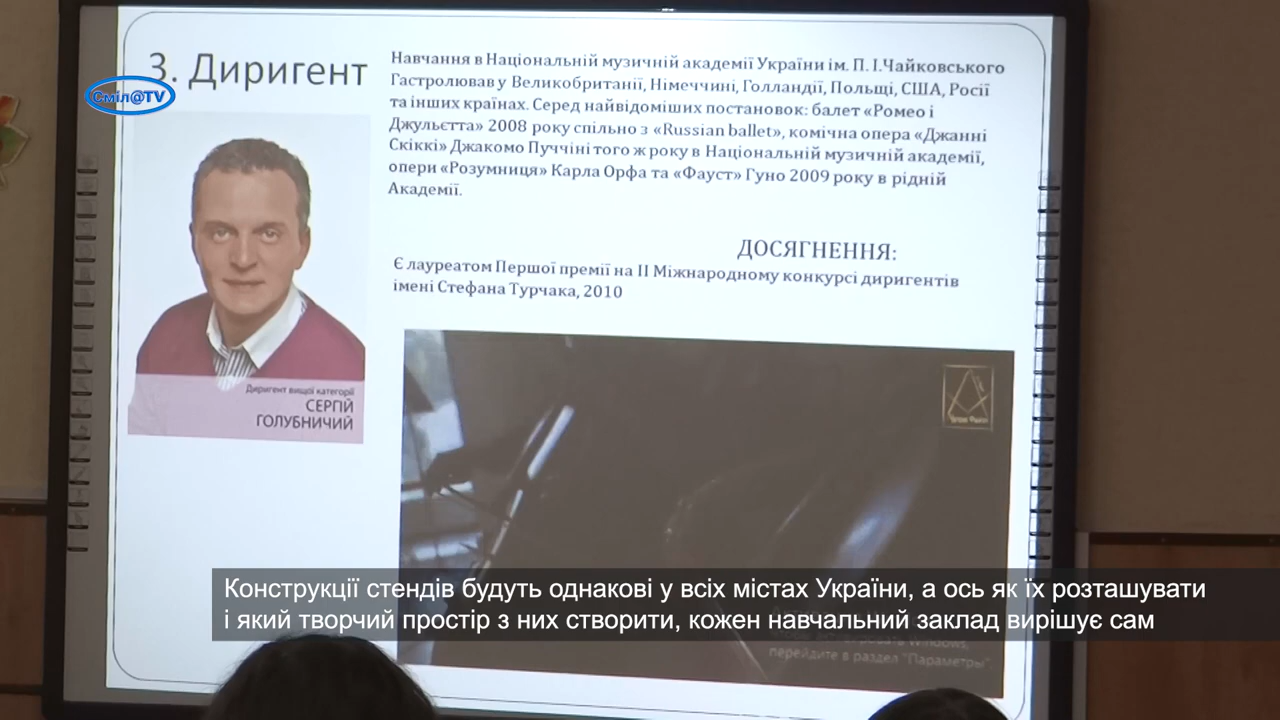 3. Диригент
Сміл@TV
Навчання в Національній музичній академії України ім. П. І.Чайковського
Гастролював у Великобританії, Німеччині, Голландії, Польщі, США, Росії
та інших країнах. Серед найвідоміших постановок: балет «Ромео і
Джульєтта» 2008 року спільно з «Russian ballet», комічна опера «Джанні
Скіккі» Джакомо Пуччіні того ж року в Національній музичній академії,
опери «Розумниця» Карла Орфа та «Фауст» Гуно 2009 року в рідній
Академії.
ДОСЯГНЕННЯ:
Є лауреатом Першої премії на II Міжнародному конкурсі диригентів
імені Стефана Турчака, 2010
Диригент вищої категорії
СЕРГІЙ
ГОЛУБНИЧИЙ
Конструкції стендів будуть однакові у всіх містах України, а ось як їх розташувати
і який творчий простір з них створити, кожен навчальний заклад вирішує сам
Windows,
перейдите в раздел "Параметры".